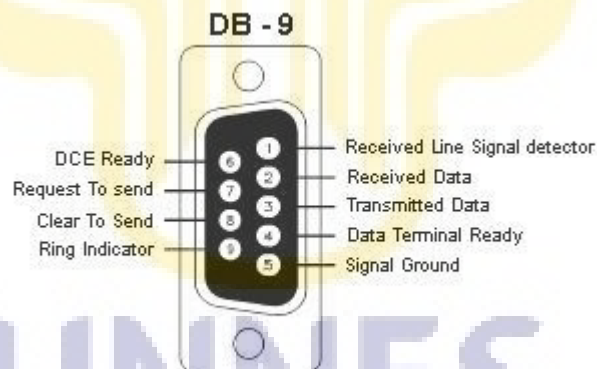 DB - 9
DCE Ready
Request To send
Clear To Send
Ring Indicator
6
7
8
9
1
2
3
4
5
Received Line Signal detector
Received Data
Transmitted Data
Data Terminal Ready
Signal Ground
UNNES